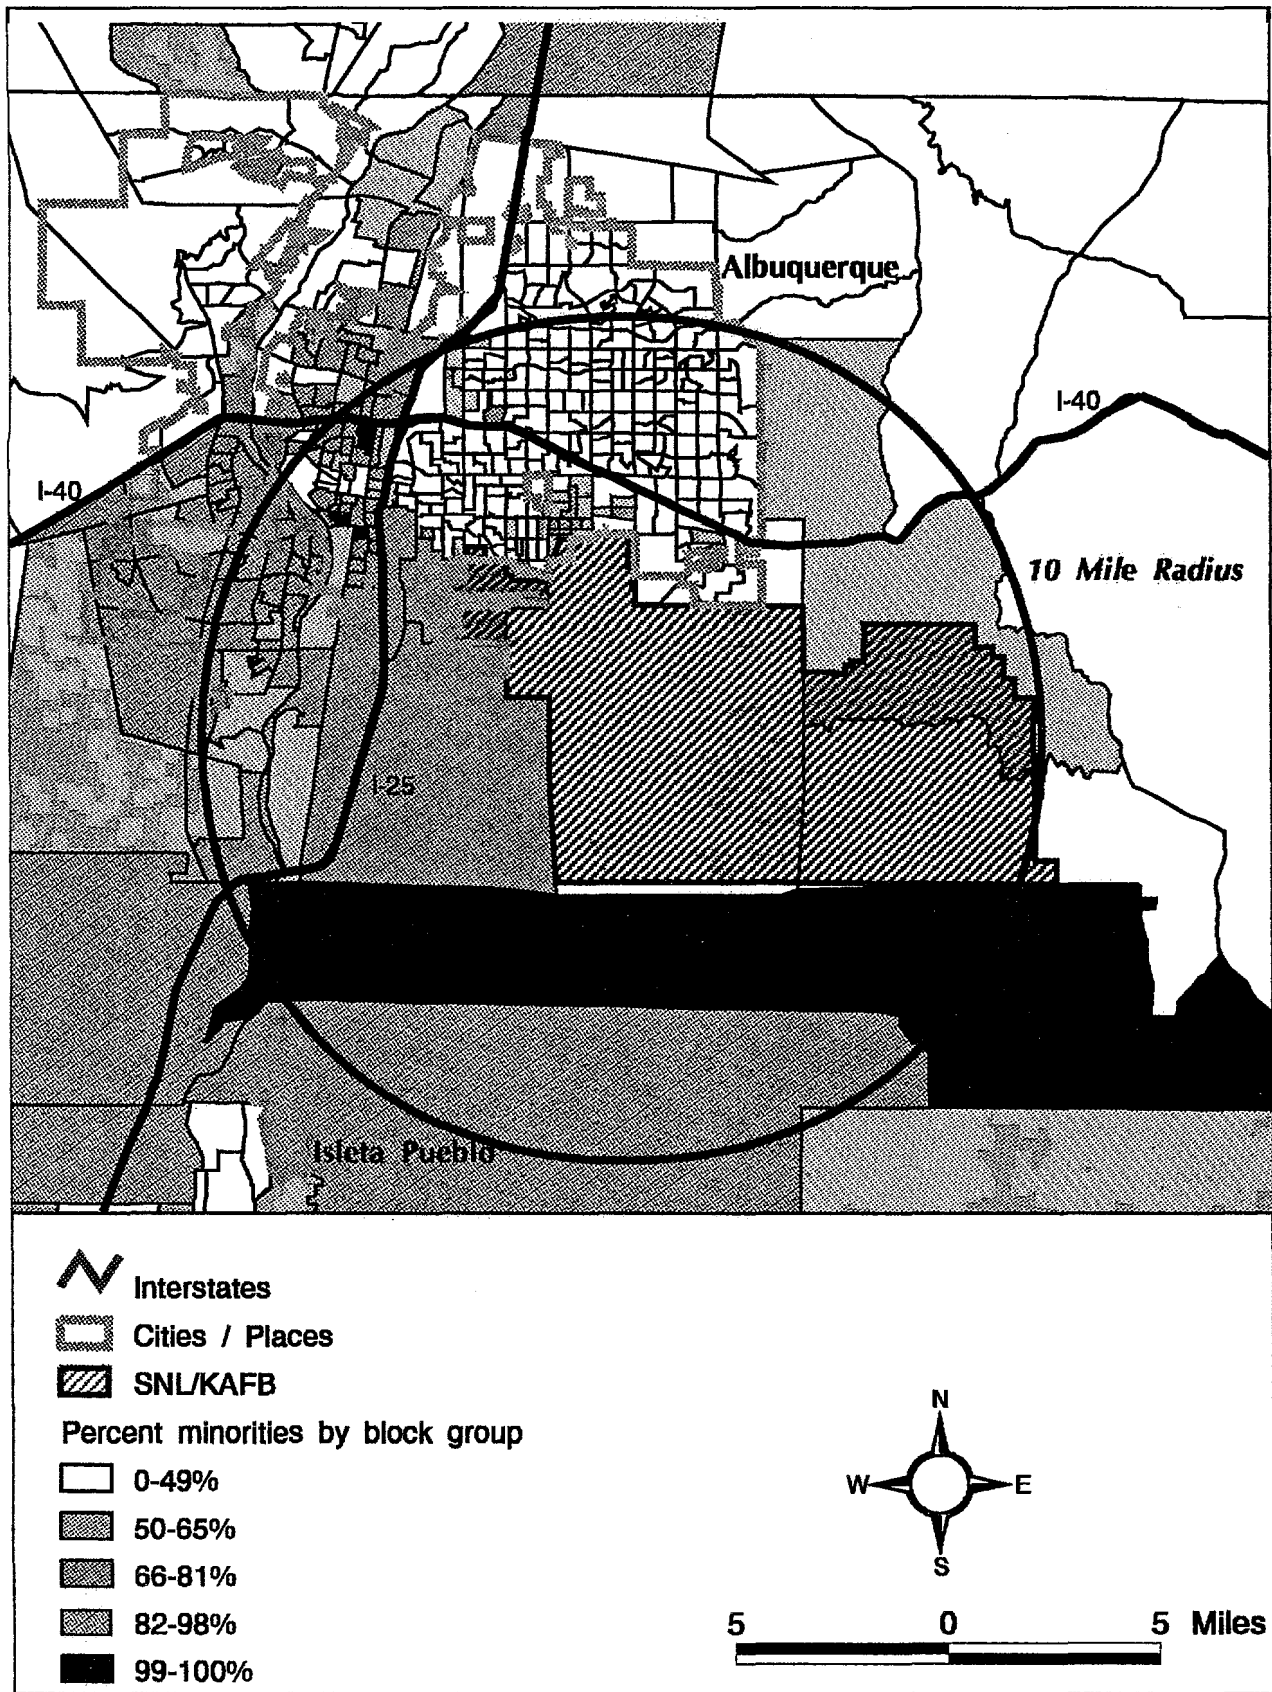 Albuquerque
I-40
I-40
10 Mile Radius
I-25
Isleta Pueblo
Interstates
Cities / Places
SNL/KAFB
Percent minorities by block group
0-49%
50-65%
66-81%
82-98%
99-100%
N
W E
S
5 0 5 Miles